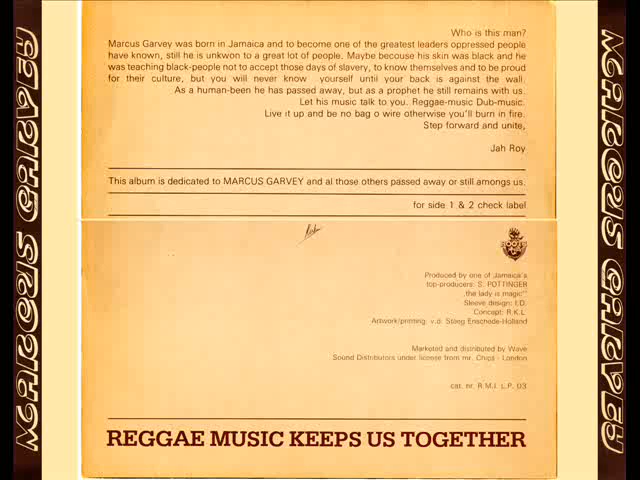 MARCUS GARVEY
Who is this man?
Marcus Garvey was born in Jamaica and to become one of the greatest leaders oppressed people
have known, still he is unkwon to a great lot of people. Maybe becouse his skin was black and he
was teaching black-people not to accept those days of slavery, to know themselves and to be proud
for their culture, but you will never know yourself until your back is against the wall.
As a human-been he has passed away, but as a prophet he still remains with us.
Let his music talk to you. Reggae-music Dub-music.
Live it up and be no bag o wire otherwise you'll burn in fire.
Step forward and unite,
Jah Roy
This album is dedicated to MARCUS GARVEY and al those others passed away or still amongs us.
for side 1 & 2 check label
ROOTS
Produced by one of Jamaica's
top-producers: S. POTTINGER
„the lady is magic"
Sleeve design: I.D.
Concept: R.K.L.
Artwork/printing: v.d. Steeg Enschede-Holland
Marketed and distributed by Wave
Sound Distributors under license from mr. Chips - London
cat. nr. R.M.I. L.P. 03
REGGAE MUSIC KEEPS US TOGETHER
MARCUS GARVEY